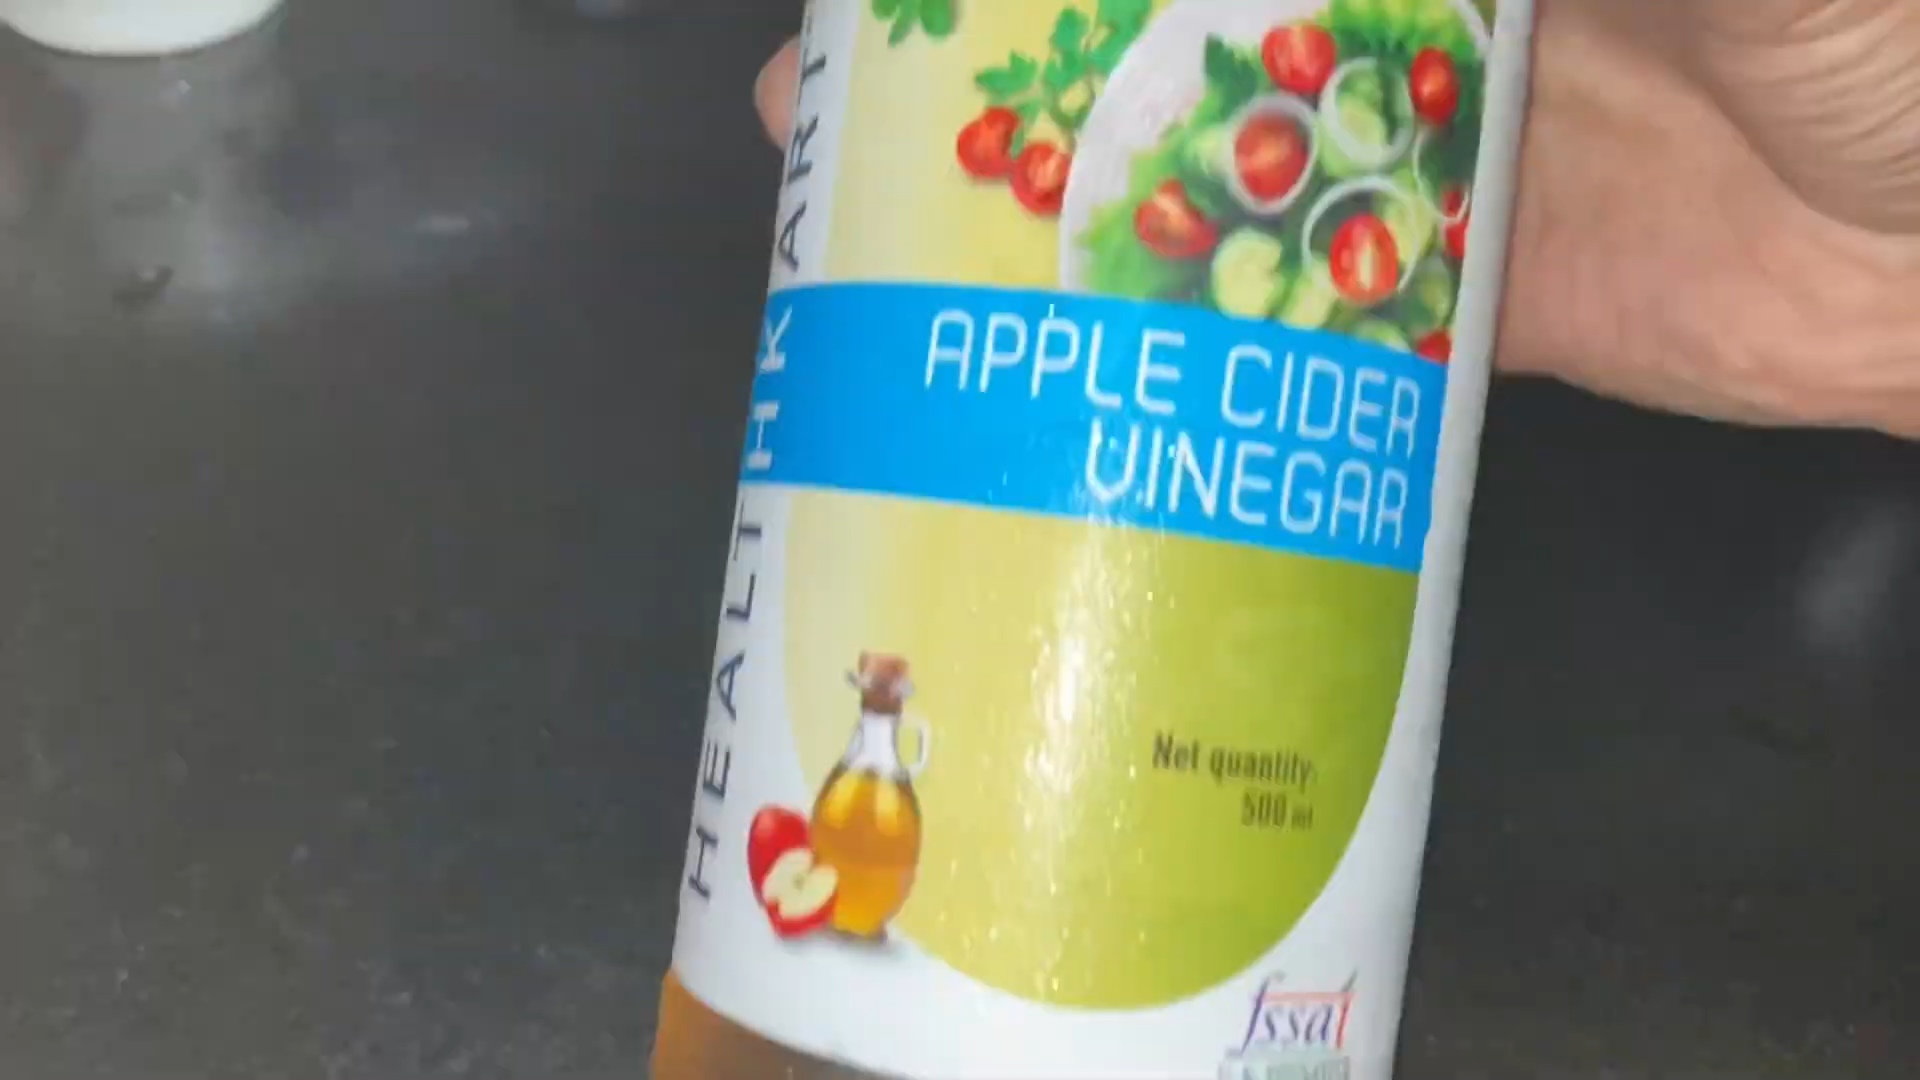 HEALTHKART
APPLE CIDER
VINEGAR
Net quantity:
500 ml
fssai